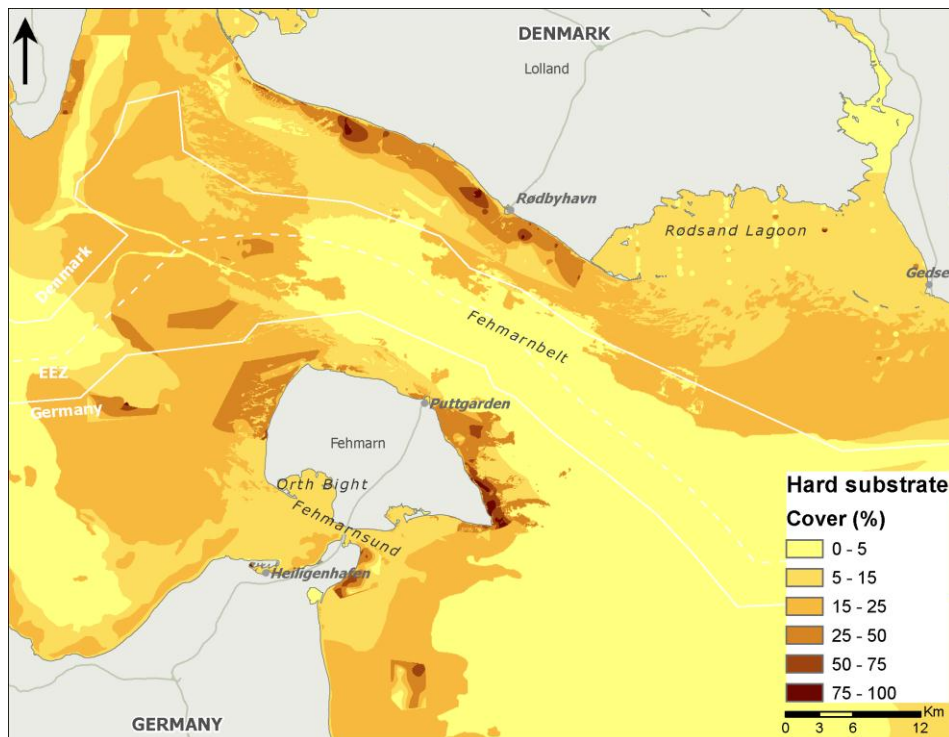 DENMARK
Lolland
Rødbyhavn
Rødsand Lagoon
Gedse
Denmark
EEZ
Germany
Fehmarnbelt
Puttgarden
Fehmarn
Orth Bight
Fehmarnsund
Heiligenhafen
GERMANY
Hard substrate
Cover (%)
0 - 5
5 - 15
15 - 25
25 - 50
50 - 75
75 - 100
Km
0 3 6 12